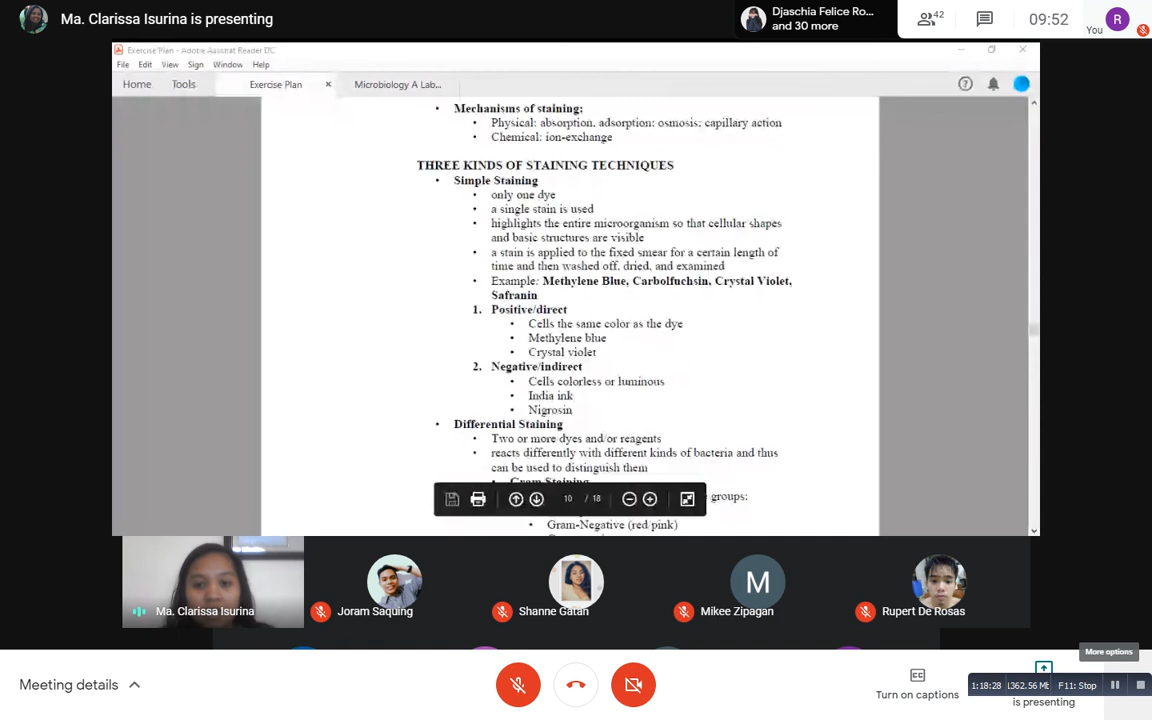 Ma. Clarissa Isurina is presenting
Djaschia Felice Ro...
and 30 more
42
09:52
You
R
Exercise Plan - Adobe Acrobat Reader DC
File Edit View Sign Window Help
Home Tools Exercise Plan × Microbiology A Lab...
• Mechanisms of staining:
• Physical: absorption, adsorption; osmosis; capillary action
• Chemical: ion-exchange
THREE KINDS OF STAINING TECHNIQUES
• Simple Staining
• only one dye
• a single stain is used
• highlights the entire microorganism so that cellular shapes
and basic structures are visible
• a stain is applied to the fixed smear for a certain length of
time and then washed off, dried, and examined
• Example: Methylene Blue, Carbolfuchsin, Crystal Violet,
Safranin
1. Positive/direct
• Cells the same color as the dye
• Methylene blue
• Crystal violet
2. Negative/indirect
• Cells colorless or luminous
• India ink
• Nigrosin
• Differential Staining
• Two or more dyes and/or reagents
• reacts differently with different kinds of bacteria and thus
can be used to distinguish them
• Gram Staining
groups:
10 / 18
• Gram-Negative (red/pink)
Ma. Clarissa Isurina
Joram Saquing
Shanne Gatan
M
Mikee Zipagan
Rupert De Rosas
More options
Meeting details
Turn on captions
1:18:28 1362.56 Mb F11: Stop
is presenting